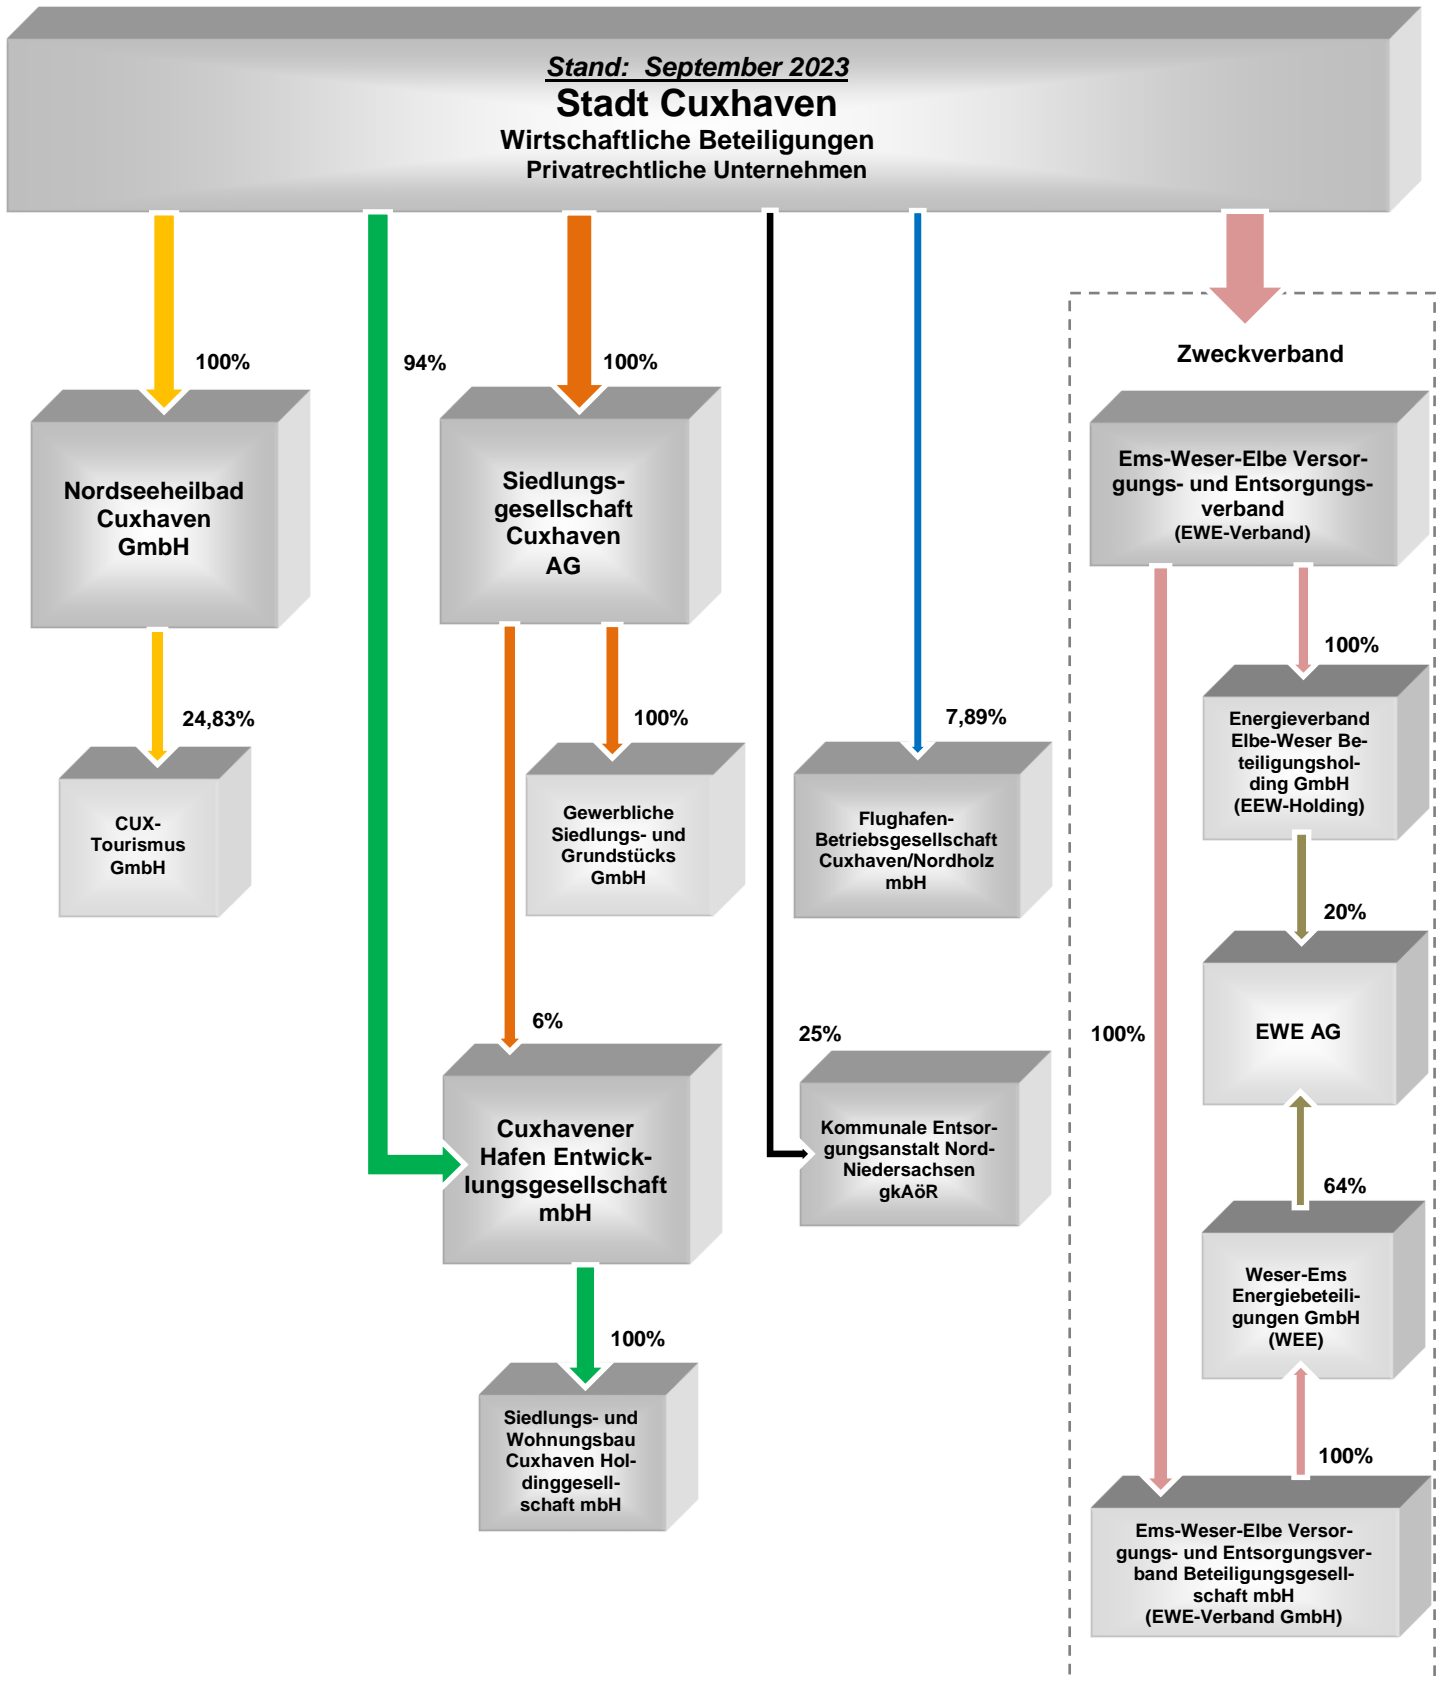 Stand: September 2023
Stadt Cuxhaven
Wirtschaftliche Beteiligungen
Privatrechtliche Unternehmen
100%
94%
100%
Zweckverband
Nordseeheilbad
Cuxhaven
GmbH
Siedlungs-
gesellschaft
Cuxhaven
AG
Ems-Weser-Elbe Versor-
gungs- und Entsorgungs-
verband
(EWE-Verband)
100%
24,83%
100%
7,89%
CUX-
Tourismus
GmbH
Gewerbliche
Siedlungs- und
Grundstücks
GmbH
Flughafen-
Betriebsgesellschaft
Cuxhaven/Nordholz
mbH
Energieverband
Elbe-Weser Be-
teiligungshol-
ding GmbH
(EEW-Holding)
20%
6%
25%
100%
EWE AG
Cuxhavener
Hafen Entwick-
lungsgesellschaft
mbH
Kommunale Entsor-
gungsanstalt Nord-
Niedersachsen
gkAöR
64%
Weser-Ems
Energiebeteili-
gungen GmbH
(WEE)
100%
Siedlungs- und
Wohnungsbau
Cuxhaven Hol-
dinggesell-
schaft mbH
100%
Ems-Weser-Elbe Versor-
gungs- und Entsorgungsver-
band Beteiligungsgesell-
schaft mbH
(EWE-Verband GmbH)